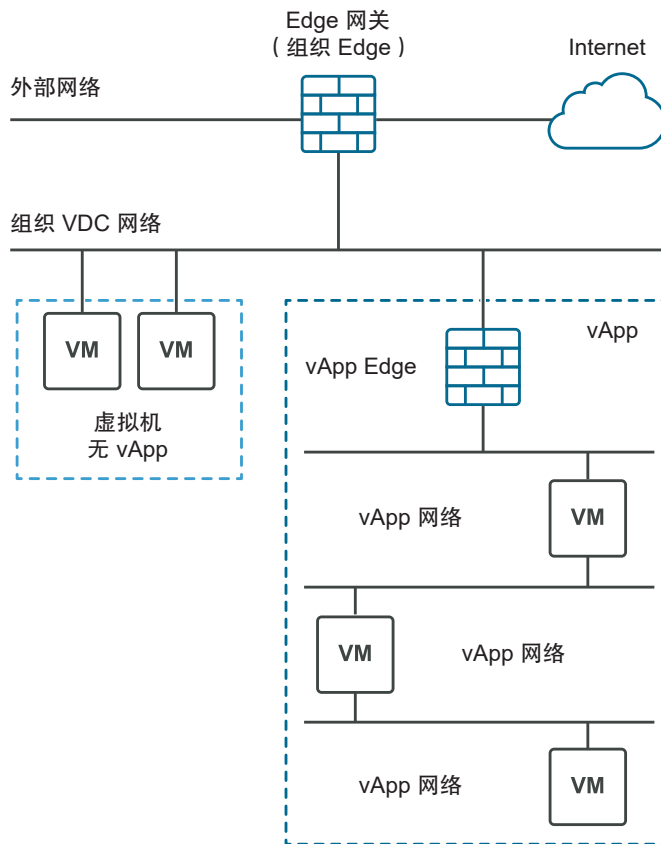 Edge 网关
（组织 Edge）
Internet
外部网络
组织 VDC 网络
VM
VM
虚拟机
无 vApp
vApp
vApp Edge
vApp 网络
VM
VM
vApp 网络
vApp 网络
VM